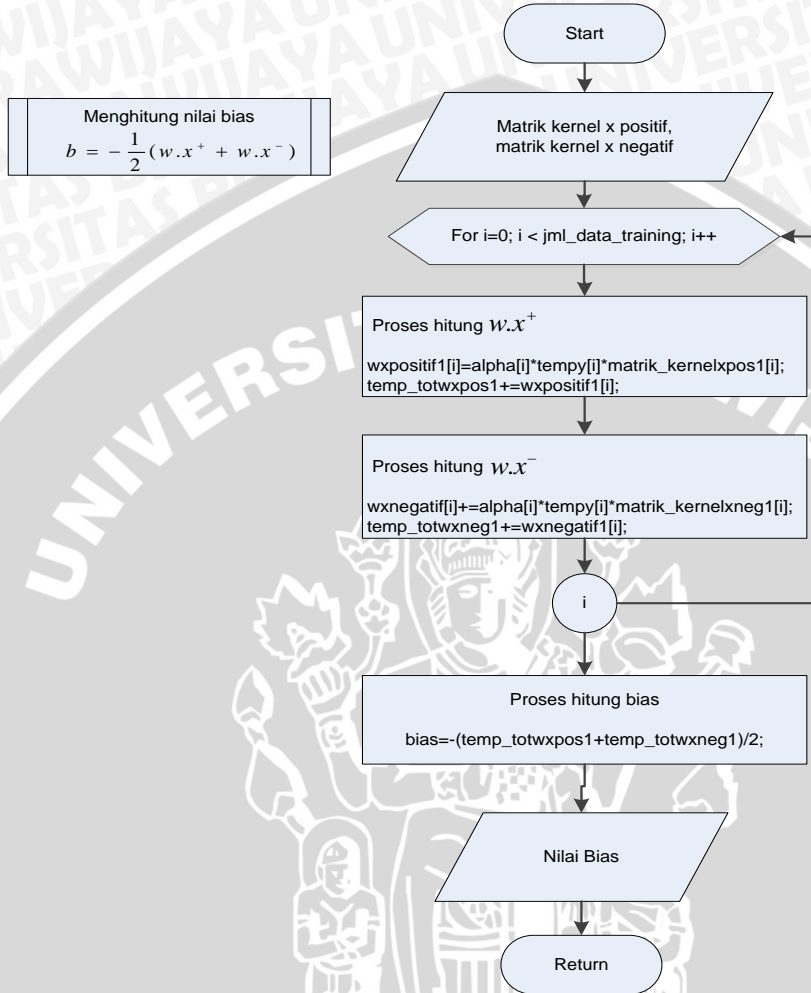 Start
Menghitung nilai bias
b = - 1/2 (w.x⁺ + w.x⁻)
Matrik kernel x positif,
matrik kernel x negatif
For i=0; i < jml_data_training; i++
Proses hitung w.x⁺
wxpositif1[i]=alpha[i]*tempy[i]*matrik_kernelxpos1[i];
temp_totwxpos1+=wxpositif1[i];
Proses hitung w.x⁻
wxnegatif[i]+=alpha[i]*tempy[i]*matrik_kernelxneg1[i];
temp_totwxneg1+=wxnegatif1[i];
i
Proses hitung bias
bias=-(temp_totwxpos1+temp_totwxneg1)/2;
Nilai Bias
Return